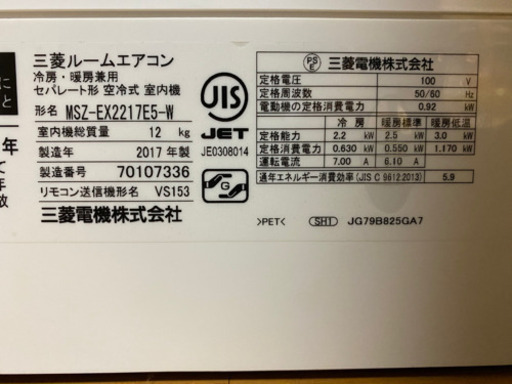 に
と
年
て
年
故
三菱ルームエアコン
冷房・暖房兼用
セパレート形 空冷式 室内機
形名 MSZ-EX2217E5-W
室内機総質量 12 kg
製造年 2017 年製
製造番号 70107336
リモコン送信機形名 VS153
三菱電機株式会社
JIS
JET
JE0308014
G
PS
E
三菱電機株式会社
定格電圧 100 V
定格周波数 50/60 Hz
電動機の定格消費電力 0.92 kW
冷 房 暖房標準 暖房低温
定格能力 2.2 kW 2.5 kW 3.0 kW
定格消費電力 0.630 kW 0.550 kW 1.170 kW
運転電流 7.00 A 6.10 A
通年エネルギー消費効率(JIS C 9612:2013) 5.9
>PET< SH1 JG79B825GA7